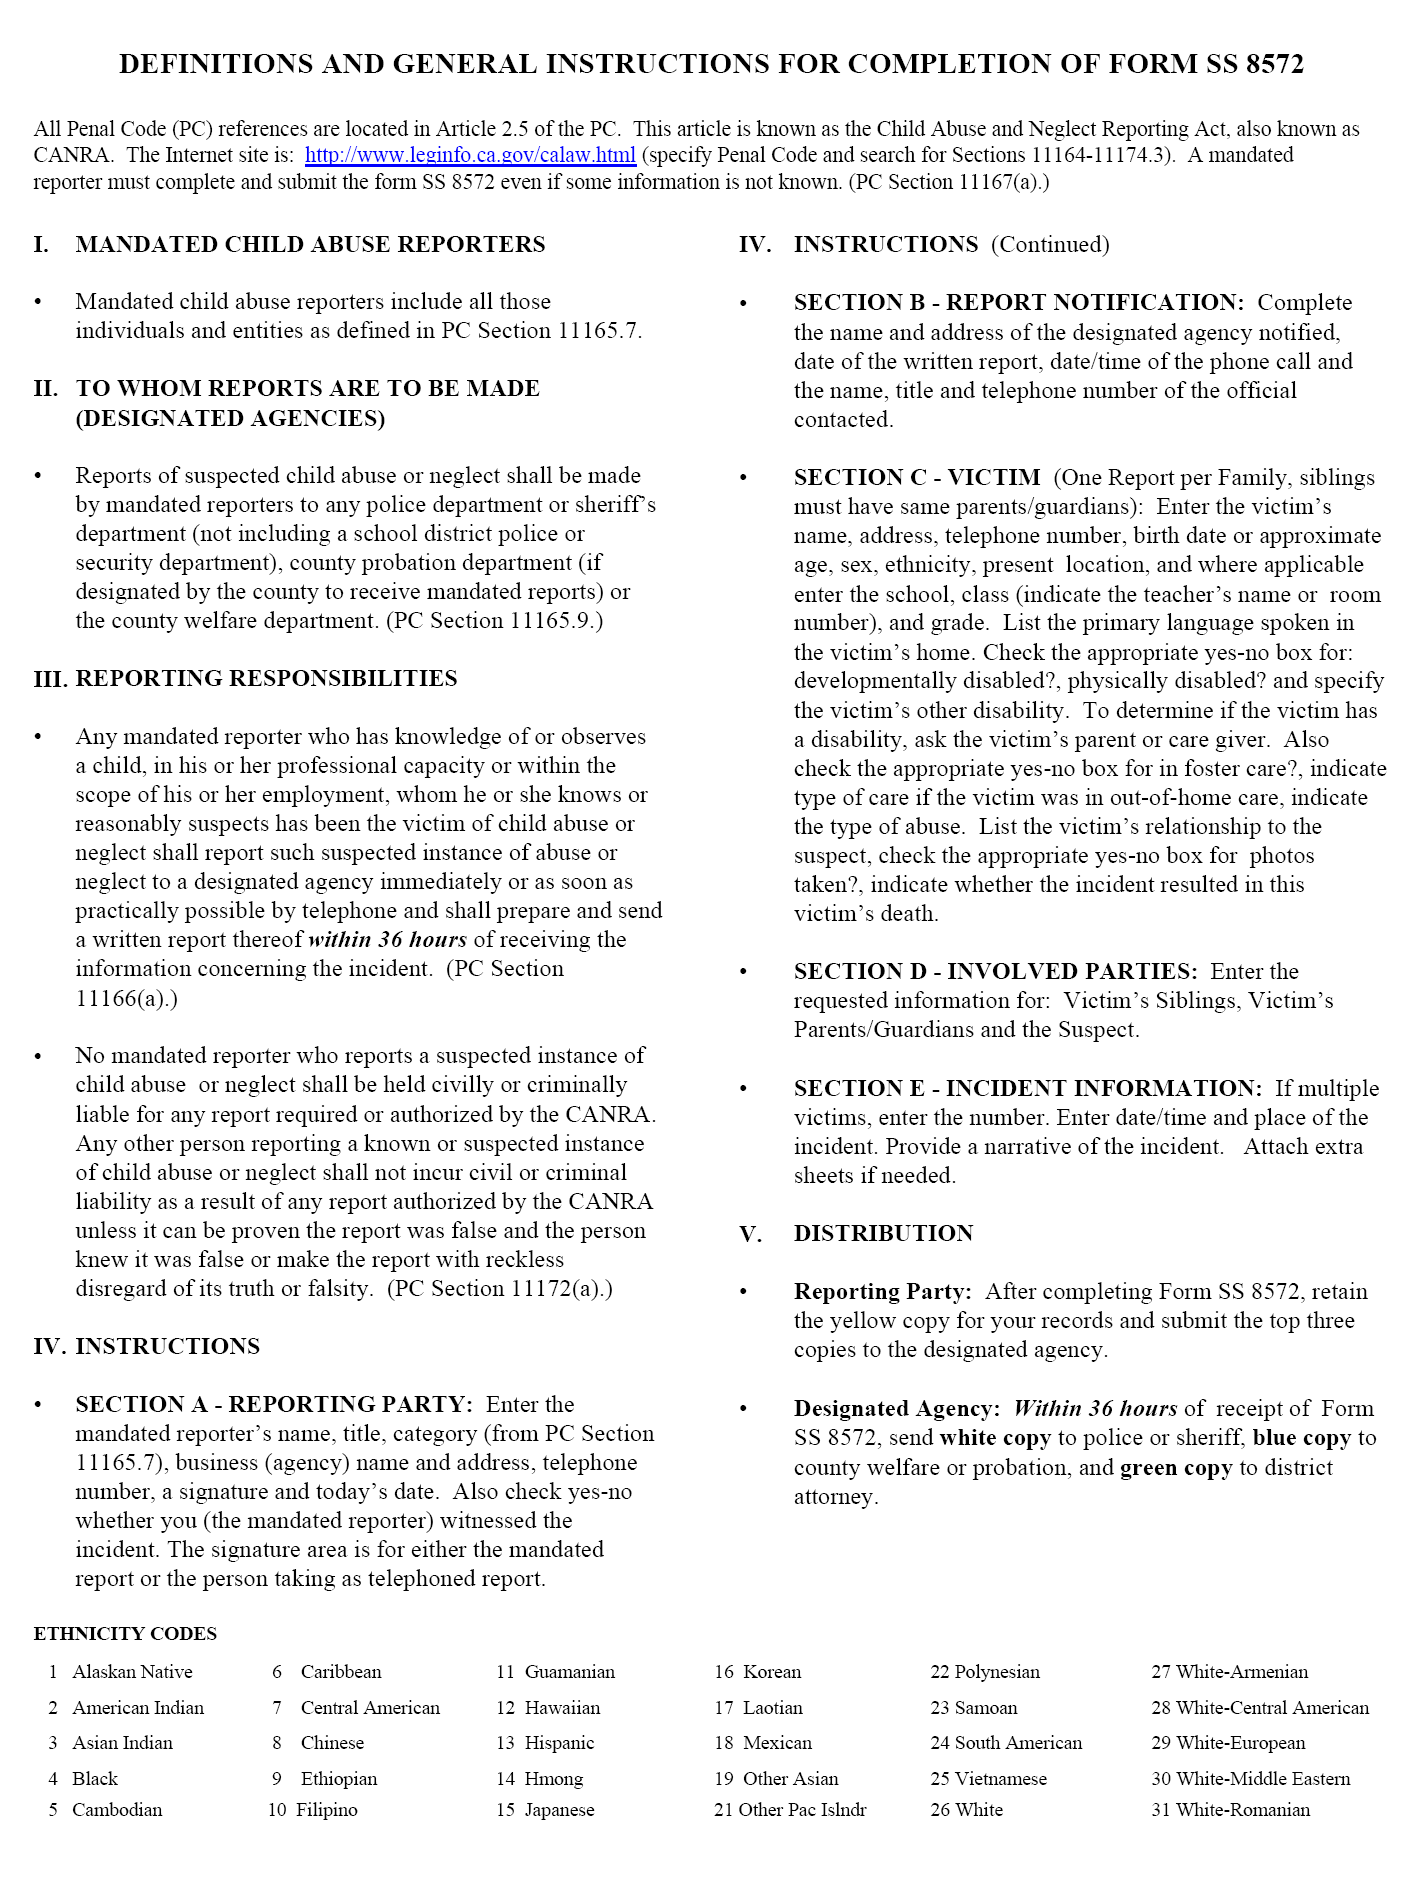 DEFINITIONS AND GENERAL INSTRUCTIONS FOR COMPLETION OF FORM SS 8572
All Penal Code (PC) references are located in Article 2.5 of the PC. This article is known as the Child Abuse and Neglect Reporting Act, also known as
CANRA. The Internet site is: http://www.leginfo.ca.gov/calaw.html (specify Penal Code and search for Sections 11164-11174.3). A mandated
reporter must complete and submit the form SS 8572 even if some information is not known. (PC Section 11167(a).)
I. MANDATED CHILD ABUSE REPORTERS
• Mandated child abuse reporters include all those
individuals and entities as defined in PC Section 11165.7.
II. TO WHOM REPORTS ARE TO BE MADE
(DESIGNATED AGENCIES)
• Reports of suspected child abuse or neglect shall be made
by mandated reporters to any police department or sheriff's
department (not including a school district police or
security department), county probation department (if
designated by the county to receive mandated reports) or
the county welfare department. (PC Section 11165.9.)
III. REPORTING RESPONSIBILITIES
• Any mandated reporter who has knowledge of or observes
a child, in his or her professional capacity or within the
scope of his or her employment, whom he or she knows or
reasonably suspects has been the victim of child abuse or
neglect shall report such suspected instance of abuse or
neglect to a designated agency immediately or as soon as
practically possible by telephone and shall prepare and send
a written report thereof within 36 hours of receiving the
information concerning the incident. (PC Section
11166(a).)
• No mandated reporter who reports a suspected instance of
child abuse or neglect shall be held civilly or criminally
liable for any report required or authorized by the CANRA.
Any other person reporting a known or suspected instance
of child abuse or neglect shall not incur civil or criminal
liability as a result of any report authorized by the CANRA
unless it can be proven the report was false and the person
knew it was false or make the report with reckless
disregard of its truth or falsity. (PC Section 11172(a).)
IV. INSTRUCTIONS
• SECTION A - REPORTING PARTY: Enter the
mandated reporter's name, title, category (from PC Section
11165.7), business (agency) name and address, telephone
number, a signature and today's date. Also check yes-no
whether you (the mandated reporter) witnessed the
incident. The signature area is for either the mandated
report or the person taking as telephoned report.
IV. INSTRUCTIONS (Continued)
• SECTION B - REPORT NOTIFICATION: Complete
the name and address of the designated agency notified,
date of the written report, date/time of the phone call and
the name, title and telephone number of the official
contacted.
• SECTION C - VICTIM (One Report per Family, siblings
must have same parents/guardians): Enter the victim's
name, address, telephone number, birth date or approximate
age, sex, ethnicity, present location, and where applicable
enter the school, class (indicate the teacher's name or room
number), and grade. List the primary language spoken in
the victim's home. Check the appropriate yes-no box for:
developmentally disabled?, physically disabled? and specify
the victim's other disability. To determine if the victim has
a disability, ask the victim's parent or care giver. Also
check the appropriate yes-no box for in foster care?, indicate
type of care if the victim was in out-of-home care, indicate
the type of abuse. List the victim's relationship to the
suspect, check the appropriate yes-no box for photos
taken?, indicate whether the incident resulted in this
victim's death.
• SECTION D - INVOLVED PARTIES: Enter the
requested information for: Victim's Siblings, Victim's
Parents/Guardians and the Suspect.
• SECTION E - INCIDENT INFORMATION: If multiple
victims, enter the number. Enter date/time and place of the
incident. Provide a narrative of the incident. Attach extra
sheets if needed.
V. DISTRIBUTION
• Reporting Party: After completing Form SS 8572, retain
the yellow copy for your records and submit the top three
copies to the designated agency.
• Designated Agency: Within 36 hours of receipt of Form
SS 8572, send white copy to police or sheriff, blue copy to
county welfare or probation, and green copy to district
attorney.
ETHNICITY CODES
1 Alaskan Native 6 Caribbean 11 Guamanian 16 Korean 22 Polynesian 27 White-Armenian
2 American Indian 7 Central American 12 Hawaiian 17 Laotian 23 Samoan 28 White-Central American
3 Asian Indian 8 Chinese 13 Hispanic 18 Mexican 24 South American 29 White-European
4 Black 9 Ethiopian 14 Hmong 19 Other Asian 25 Vietnamese 30 White-Middle Eastern
5 Cambodian 10 Filipino 15 Japanese 21 Other Pac Islndr 26 White 31 White-Romanian